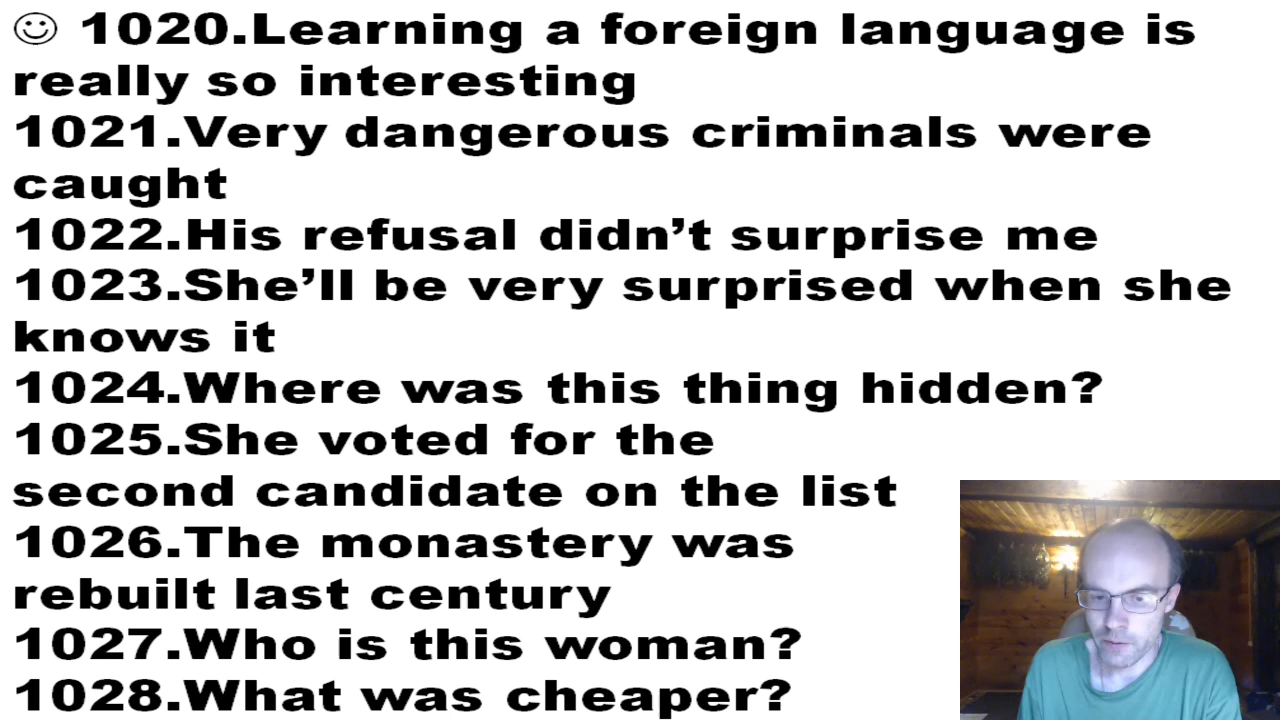 ☺ 1020.Learning a foreign language is
really so interesting
1021.Very dangerous criminals were
caught
1022.His refusal didn’t surprise me
1023.She’ll be very surprised when she
knows it
1024.Where was this thing hidden?
1025.She voted for the
second candidate on the list
1026.The monastery was
rebuilt last century
1027.Who is this woman?
1028.What was cheaper?